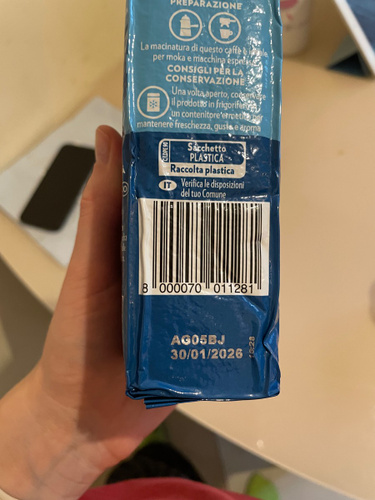 PREPARAZIONE
La macinatura di questo caffè è
per moka e macchina espresso
CONSIGLI PER LA
CONSERVAZIONE
Una volta aperto,
il prodotto in frigorifero
un contenitore ermetico
mantenere freschezza, gusto e aroma
Sacchetto
PLASTICA
Raccolta plastica
IT Verifica le disposizioni
del tuo Comune
8 000070 011281
AG05BJ
30/01/2026